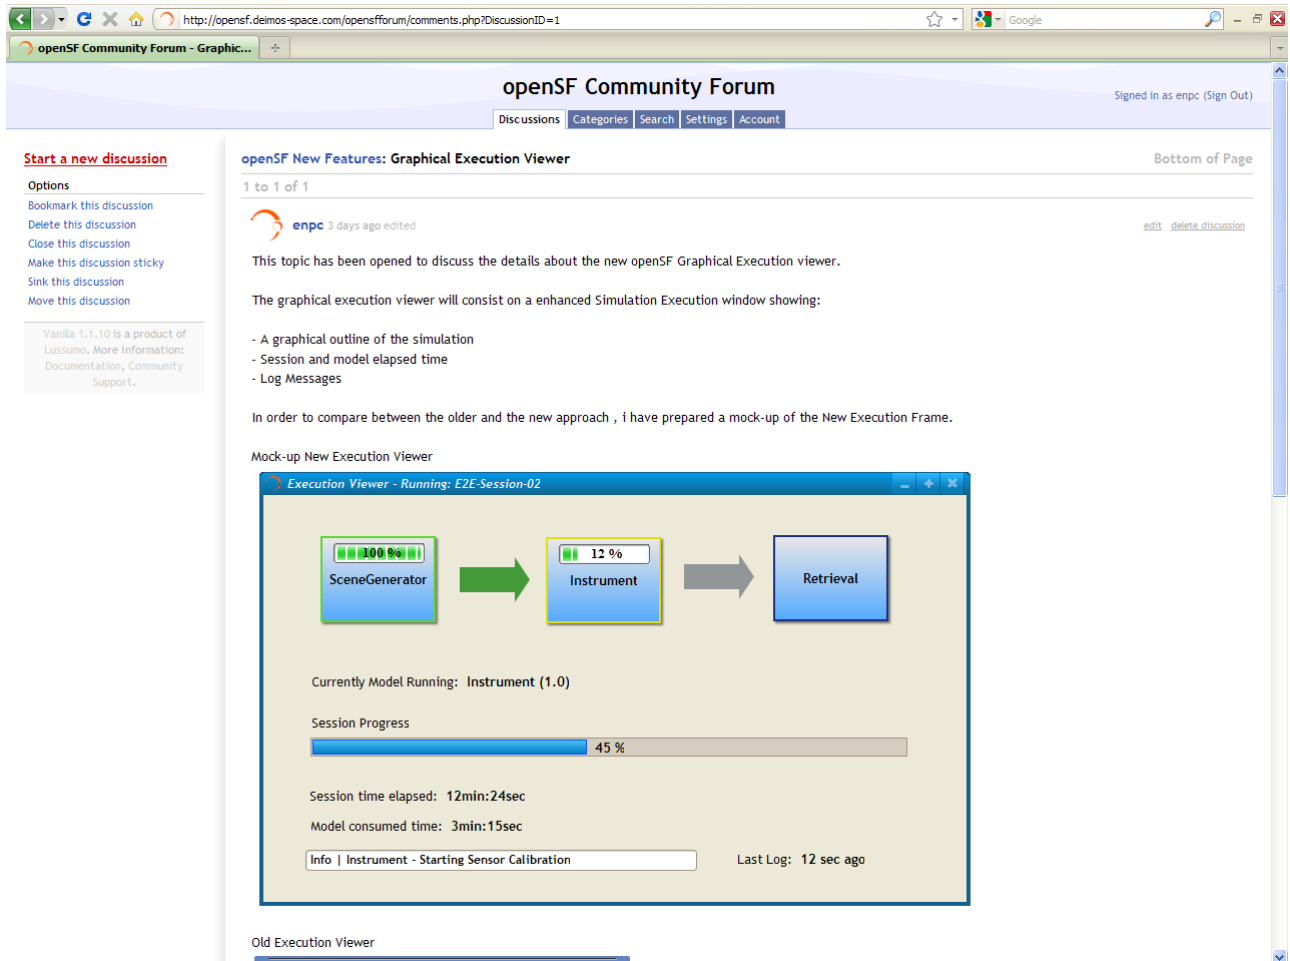 http://opensf.deimos-space.com/opensfforum/comments.php?DiscussionID=1
Google
openSF Community Forum - Graphic...
openSF Community Forum
Signed in as enpc (Sign Out)
Discussions Categories Search Settings Account
Start a new discussion
Options
Bookmark this discussion
Delete this discussion
Close this discussion
Make this discussion sticky
Sink this discussion
Move this discussion
Vanilla 1.1.10 is a product of
Lussumo. More Information:
Documentation, Community
Support.
openSF New Features: Graphical Execution Viewer
Bottom of Page
1 to 1 of 1
enpc 3 days ago edited
edit delete discussion
This topic has been opened to discuss the details about the new openSF Graphical Execution viewer.
The graphical execution viewer will consist on a enhanced Simulation Execution window showing:
- A graphical outline of the simulation
- Session and model elapsed time
- Log Messages
In order to compare between the older and the new approach , i have prepared a mock-up of the New Execution Frame.
Mock-up New Execution Viewer
Execution Viewer - Running: E2E-Session-02
100 %
SceneGenerator
12 %
Instrument
Retrieval
Currently Model Running: Instrument (1.0)
Session Progress
45 %
Session time elapsed: 12min:24sec
Model consumed time: 3min:15sec
Info | Instrument - Starting Sensor Calibration
Last Log: 12 sec ago
Old Execution Viewer